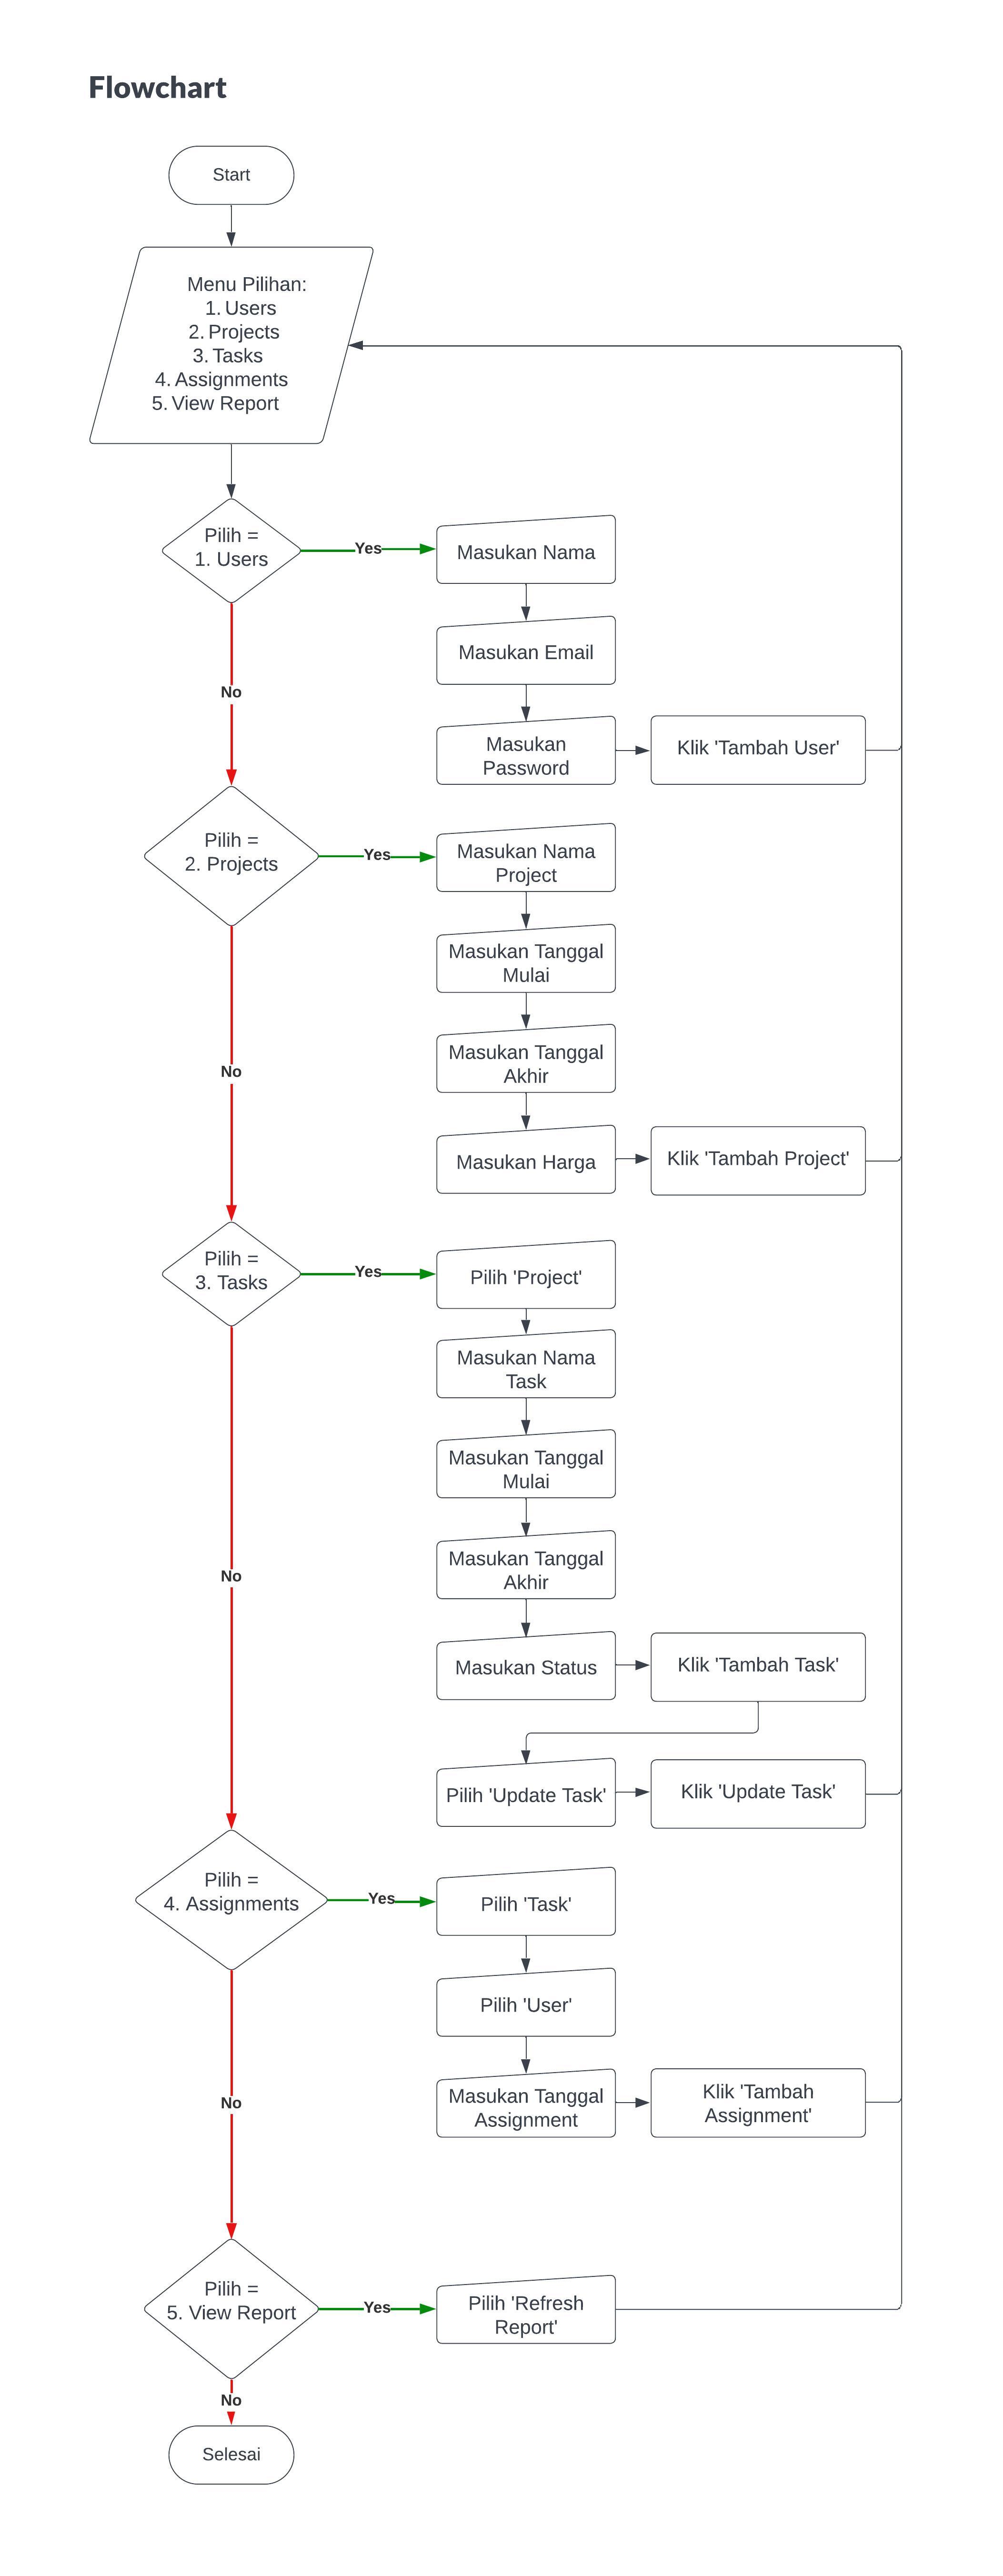 Flowchart
Start
Menu Pilihan:
1. Users
2. Projects
3. Tasks
4. Assignments
5. View Report
Pilih =
1. Users
Yes
Masukan Nama
Masukan Email
No
Masukan
Password
Klik 'Tambah User'
Pilih =
2. Projects
Yes
Masukan Nama
Project
Masukan Tanggal
Mulai
No
Masukan Tanggal
Akhir
Masukan Harga
Klik 'Tambah Project'
Pilih =
3. Tasks
Yes
Pilih 'Project'
Masukan Nama
Task
Masukan Tanggal
Mulai
No
Masukan Tanggal
Akhir
Masukan Status
Klik 'Tambah Task'
Pilih 'Update Task'
Klik 'Update Task'
Pilih =
4. Assignments
Yes
Pilih 'Task'
Pilih 'User'
No
Masukan Tanggal
Assignment
Klik 'Tambah
Assignment'
Pilih =
5. View Report
Yes
Pilih 'Refresh
Report'
No
Selesai